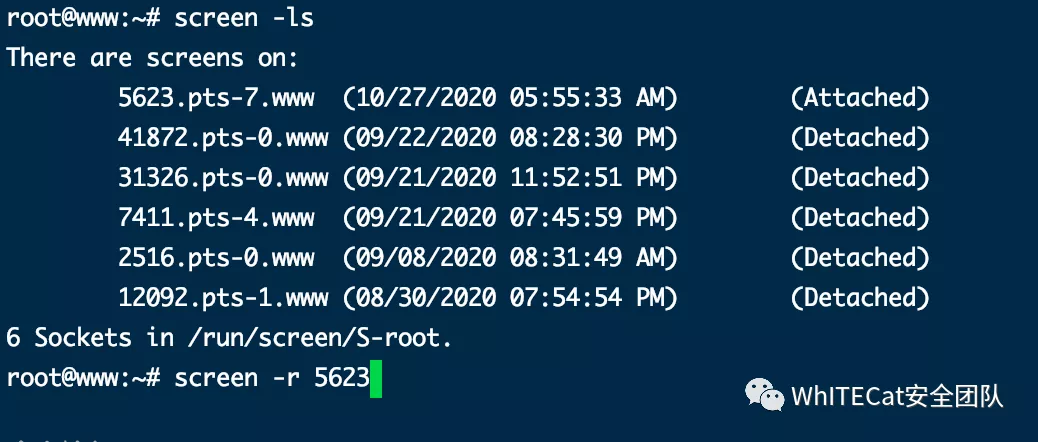 root@www:~# screen -ls
There are screens on:
5623.pts-7.www (10/27/2020 05:55:33 AM) (Attached)
41872.pts-0.www (09/22/2020 08:28:30 PM) (Detached)
31326.pts-0.www (09/21/2020 11:52:51 PM) (Detached)
7411.pts-4.www (09/21/2020 07:45:59 PM) (Detached)
2516.pts-0.www (09/08/2020 08:31:49 AM) (Detached)
12092.pts-1.www (08/30/2020 07:54:54 PM) (Detached)
6 Sockets in /run/screen/S-root.
root@www:~# screen -r 5623
WhITECat安全团队